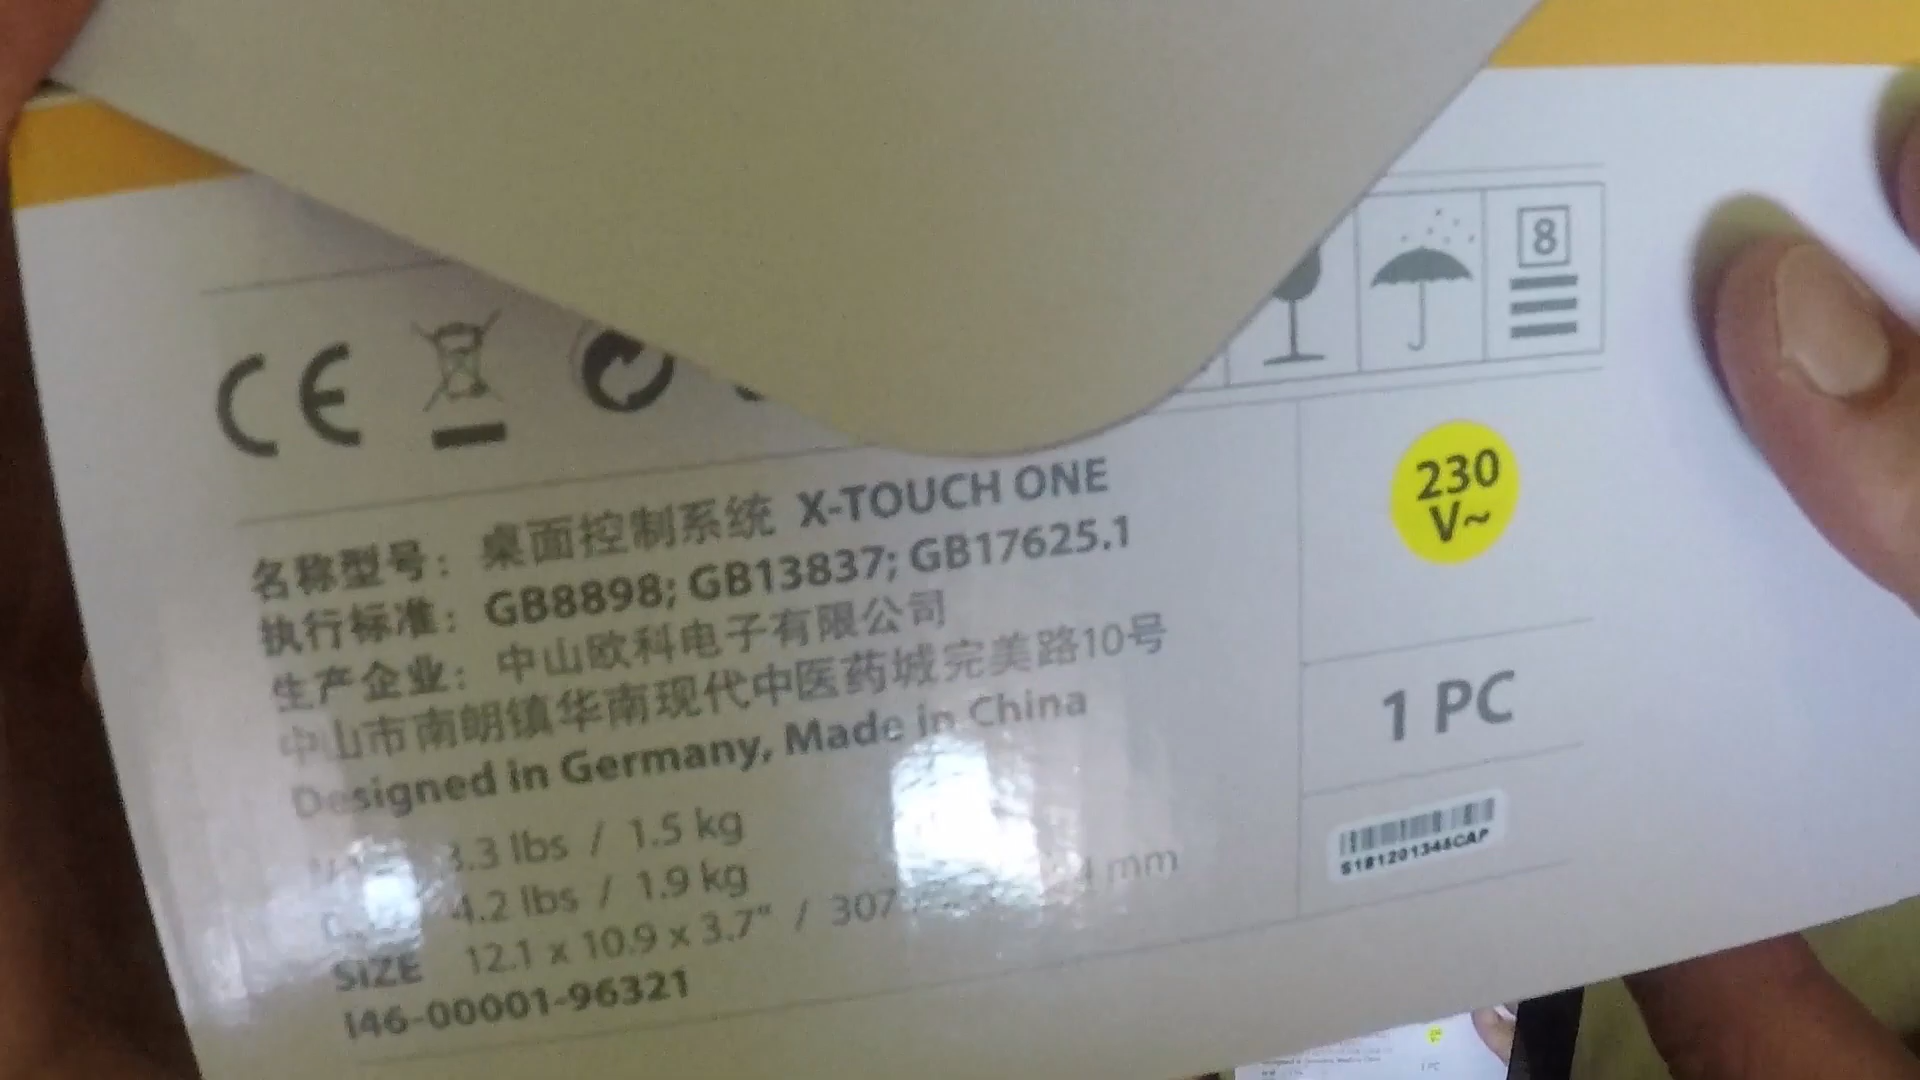 CE
8
名称型号：桌面控制系统 X-TOUCH ONE
执行标准：GB8898; GB13837; GB17625.1
生产企业：中山欧科电子有限公司
中山市南朗镇华南现代中医药城完美路10号
Designed in Germany, Made in China
3.3 lbs / 1.5 kg
4.2 lbs / 1.9 kg
SIZE 12.1 x 10.9 x 3.7" / 307 mm
I46-00001-96321
230
V~
1 PC